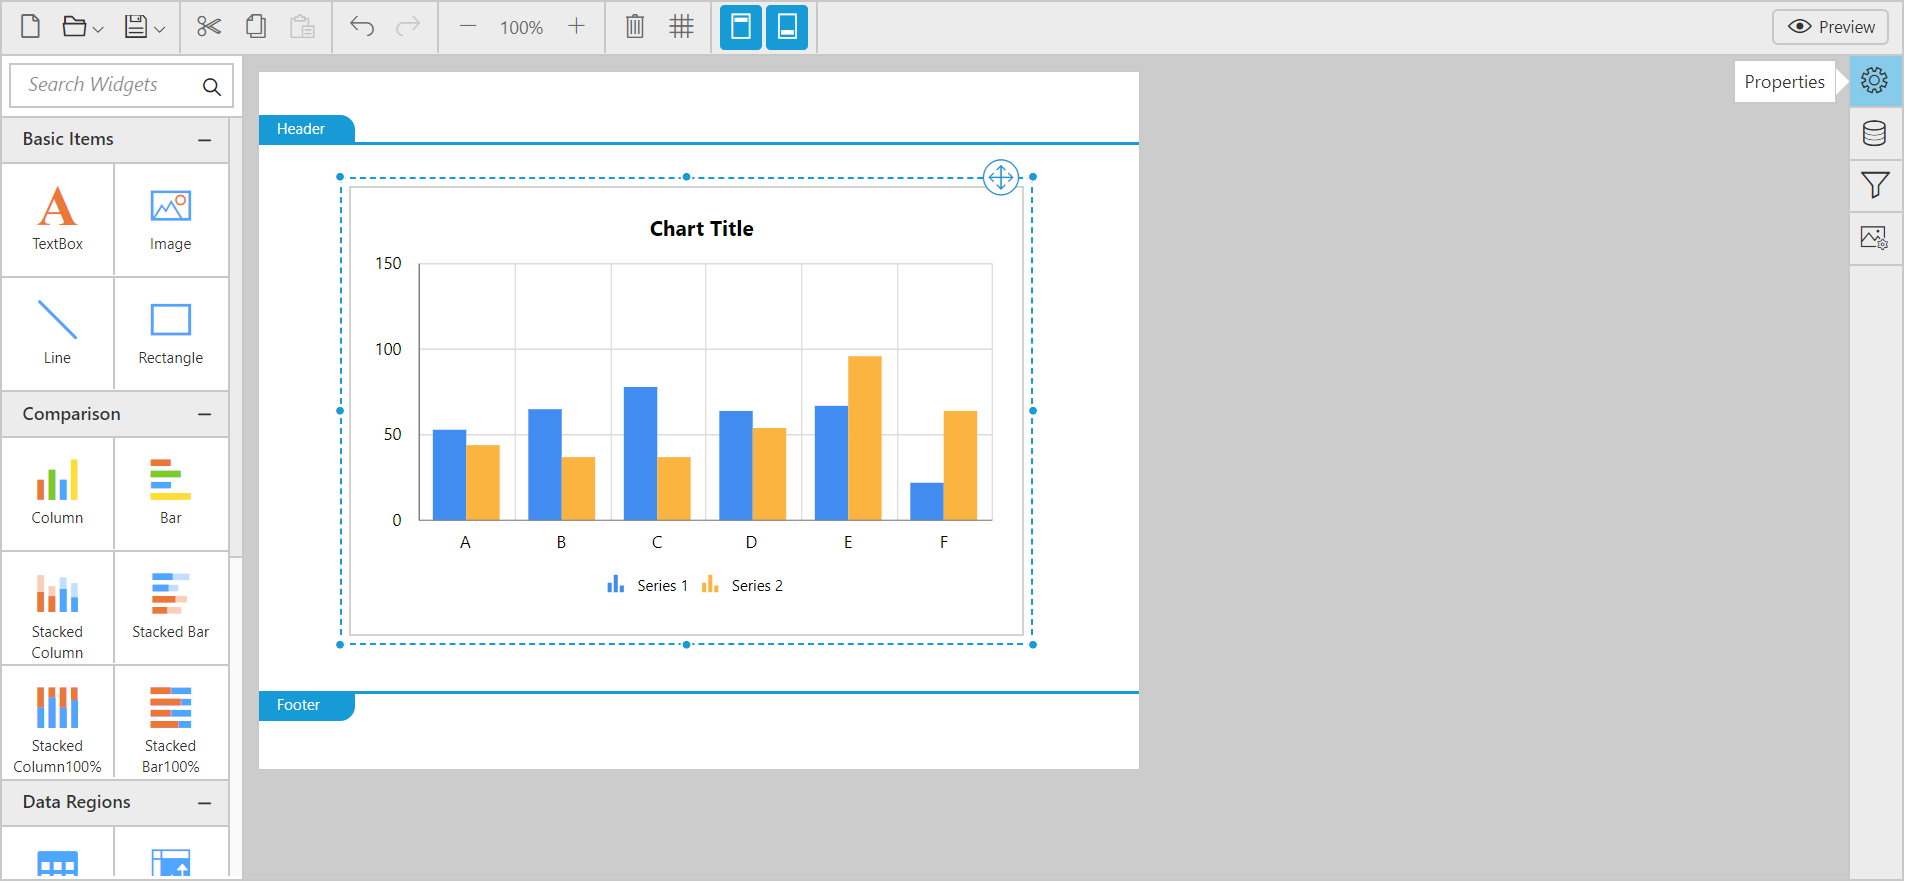 100%
Preview
Search Widgets
Properties
Basic Items
TextBox
Image
Line
Rectangle
Comparison
Column
Bar
Stacked
Column
Stacked Bar
Stacked
Column100%
Stacked
Bar100%
Data Regions
Header
Chart Title
150
100
50
0
A B C D E F
Series 1 Series 2
Footer